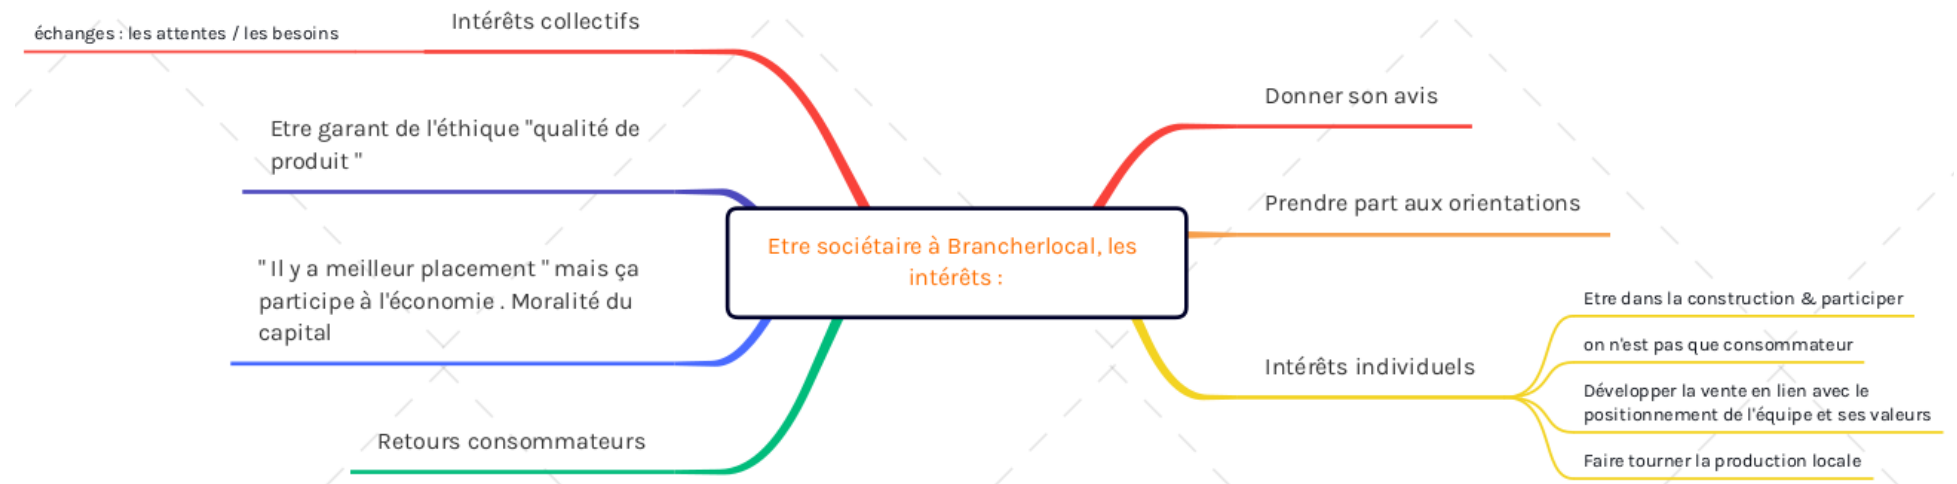 Intérêts collectifs
échanges : les attentes / les besoins
Etre garant de l'éthique "qualité de
produit "
" Il y a meilleur placement " mais ça
participe à l'économie . Moralité du
capital
Retours consommateurs
Etre sociétaire à Brancherlocal, les
intérêts :
Donner son avis
Prendre part aux orientations
Intérêts individuels
Etre dans la construction & participer
on n'est pas que consommateur
Développer la vente en lien avec le
positionnement de l'équipe et ses valeurs
Faire tourner la production locale